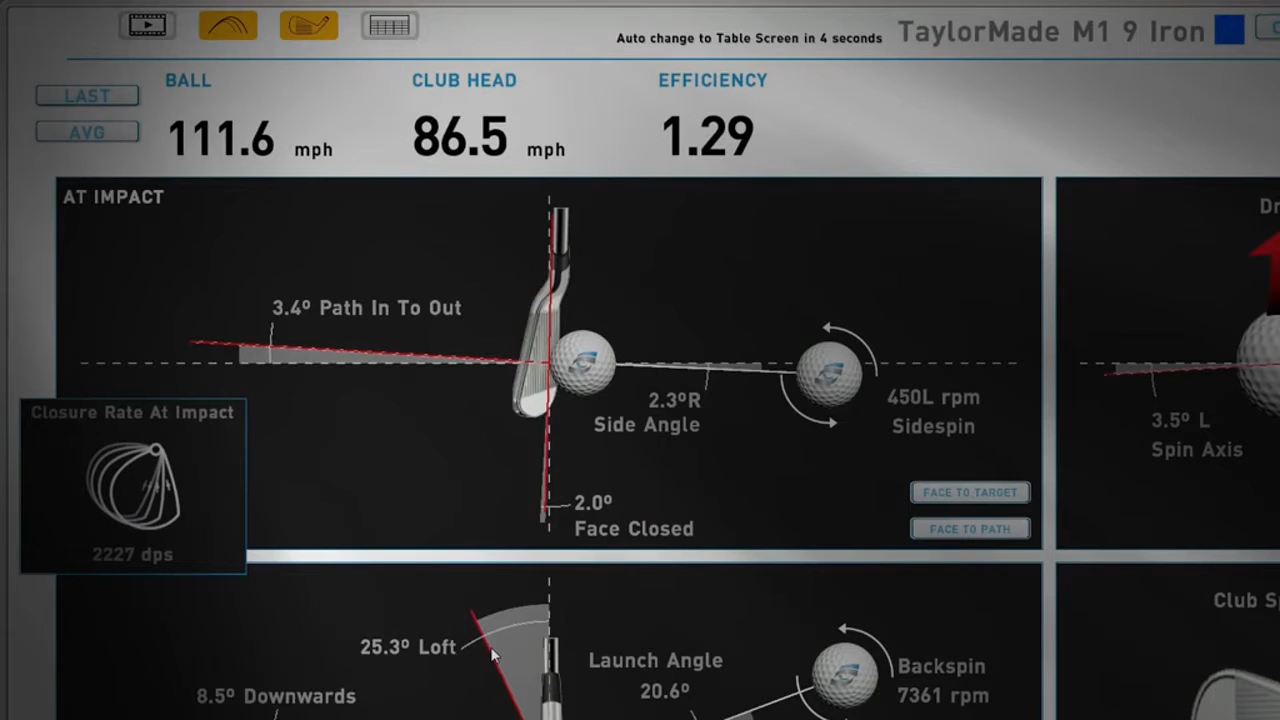 Auto change to Table Screen in 4 seconds
TaylorMade M1 9 Iron
LAST
AVG
BALL
111.6 mph
CLUB HEAD
86.5 mph
EFFICIENCY
1.29
AT IMPACT
3.4º Path In To Out
2.3ºR
Side Angle
450L rpm
Sidespin
2.0º
Face Closed
FACE TO TARGET
FACE TO PATH
Closure Rate At Impact
2227 dps
3.5º L
Spin Axis
25.3º Loft
8.5º Downwards
Launch Angle
20.6º
Backspin
7361 rpm